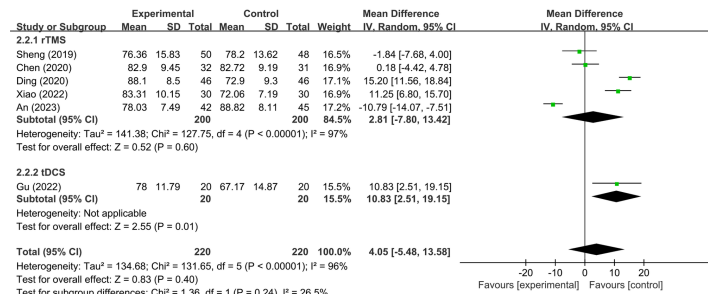 Experimental Control Mean Difference Mean Difference
Study or Subgroup Mean SD Total Mean SD Total Weight IV, Random, 95% CI IV, Random, 95% CI
2.2.1 rTMS
Sheng (2019) 76.36 15.83 50 78.2 13.62 48 16.5% -1.84 [-7.68, 4.00]
Chen (2020) 82.9 9.45 32 82.72 9.19 31 17.0% 0.18 [-4.42, 4.78]
Ding (2020) 88.1 8.5 46 72.9 9.3 46 17.1% 15.20 [11.56, 18.84]
Xiao (2022) 83.31 10.15 30 72.06 7.19 30 17.0% 11.25 [6.80, 15.70]
An (2023) 78.03 7.49 42 88.82 8.11 45 17.2% -10.79 [-14.07, -7.51]
Subtotal (95% CI) 200 200 84.5% 2.81 [-7.80, 13.42]
Heterogeneity: Tau² = 141.38; Chi² = 127.75, df = 4 (P < 0.00001); I² = 97%
Test for overall effect: Z = 0.52 (P = 0.60)
2.2.2 tDCS
Gu (2022) 78 11.79 20 67.17 14.87 20 15.5% 10.83 [2.51, 19.15]
Subtotal (95% CI) 20 20 15.5% 10.83 [2.51, 19.15]
Heterogeneity: Not applicable
Test for overall effect: Z = 2.55 (P = 0.01)
Total (95% CI) 220 220 100.0% 4.05 [-5.48, 13.58]
Heterogeneity: Tau² = 134.68; Chi² = 131.65, df = 5 (P < 0.00001); I² = 96%
Test for overall effect: Z = 0.83 (P = 0.40)
Test for subgroup differences: Chi² = 1.36, df = 1 (P = 0.24), I² = 26.5%
-20 -10 0 10 20
Favours [experimental] Favours [control]